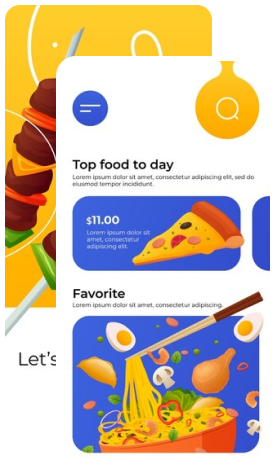 Top food to day
Lorem ipsum dolor sit amet, consectetur adipiscing elit, sed do
eiusmod tempor incididunt.
$11.00
Lorem ipsum dolor sit
amet, consectetur
adipiscing elit.
Favorite
Lorem ipsum dolor sit amet, consectetur adipiscing.
Let's